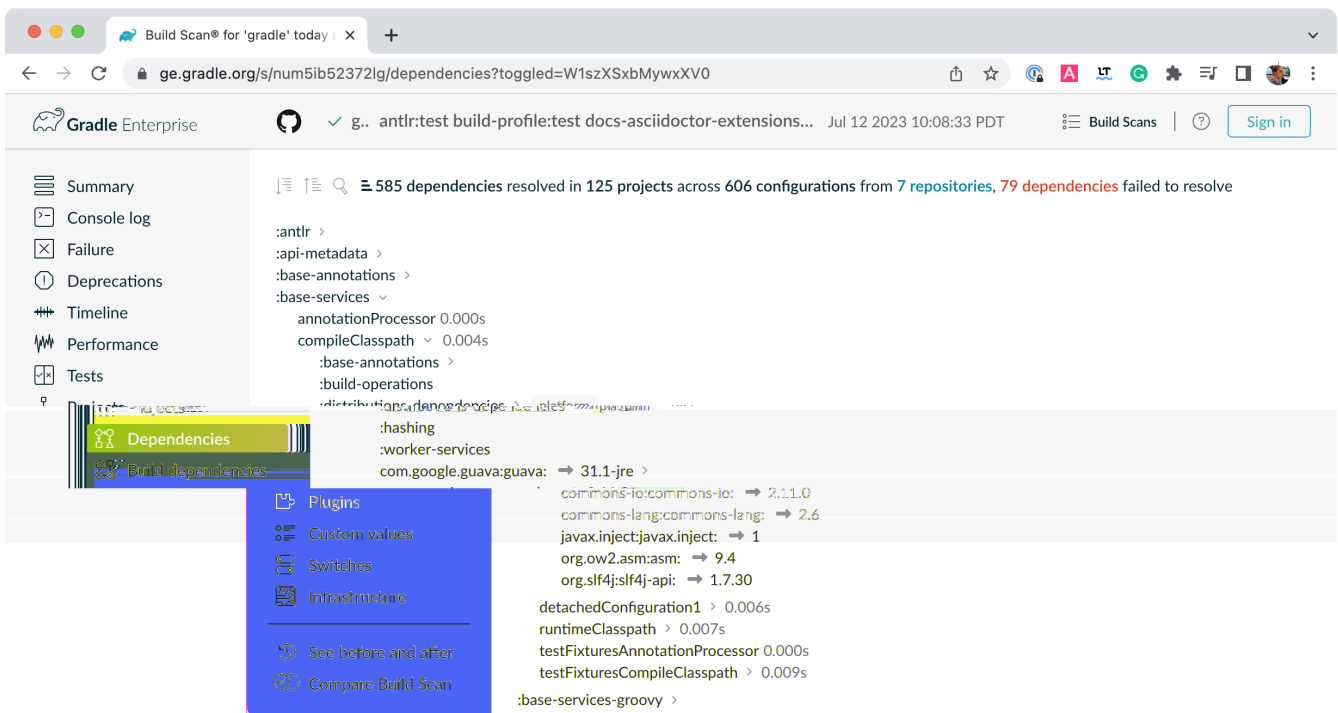 Build Scan® for 'gradle' today
ge.gradle.org/s/num5ib52372lg/dependencies?toggled=W1szXSxbMywxXV0
Gradle Enterprise
g.. antlr:test build-profile:test docs-asciidoctor-extensions... Jul 12 2023 10:08:33 PDT
Build Scans
Sign in
585 dependencies resolved in 125 projects across 606 configurations from 7 repositories, 79 dependencies failed to resolve
Summary
Console log
Failure
Deprecations
Timeline
Performance
Tests
Dependencies
Build dependencies
Plugins
Custom values
Switches
Infrastructure
See before and after
Compare Build Scan
:antlr
:api-metadata
:base-annotations
:base-services
annotationProcessor 0.000s
compileClasspath 0.004s
:base-annotations
:build-operations
:distributions-dependencies platform
:hashing
:worker-services
com.google.guava:guava: → 31.1-jre
commons-io:commons-io: → 2.11.0
commons-lang:commons-lang: → 2.6
javax.inject:javax.inject: → 1
org.ow2.asm:asm: → 9.4
org.slf4j:slf4j-api: → 1.7.30
detachedConfiguration1 0.006s
runtimeClasspath 0.007s
testFixturesAnnotationProcessor 0.000s
testFixturesCompileClasspath 0.009s
:base-services-groovy